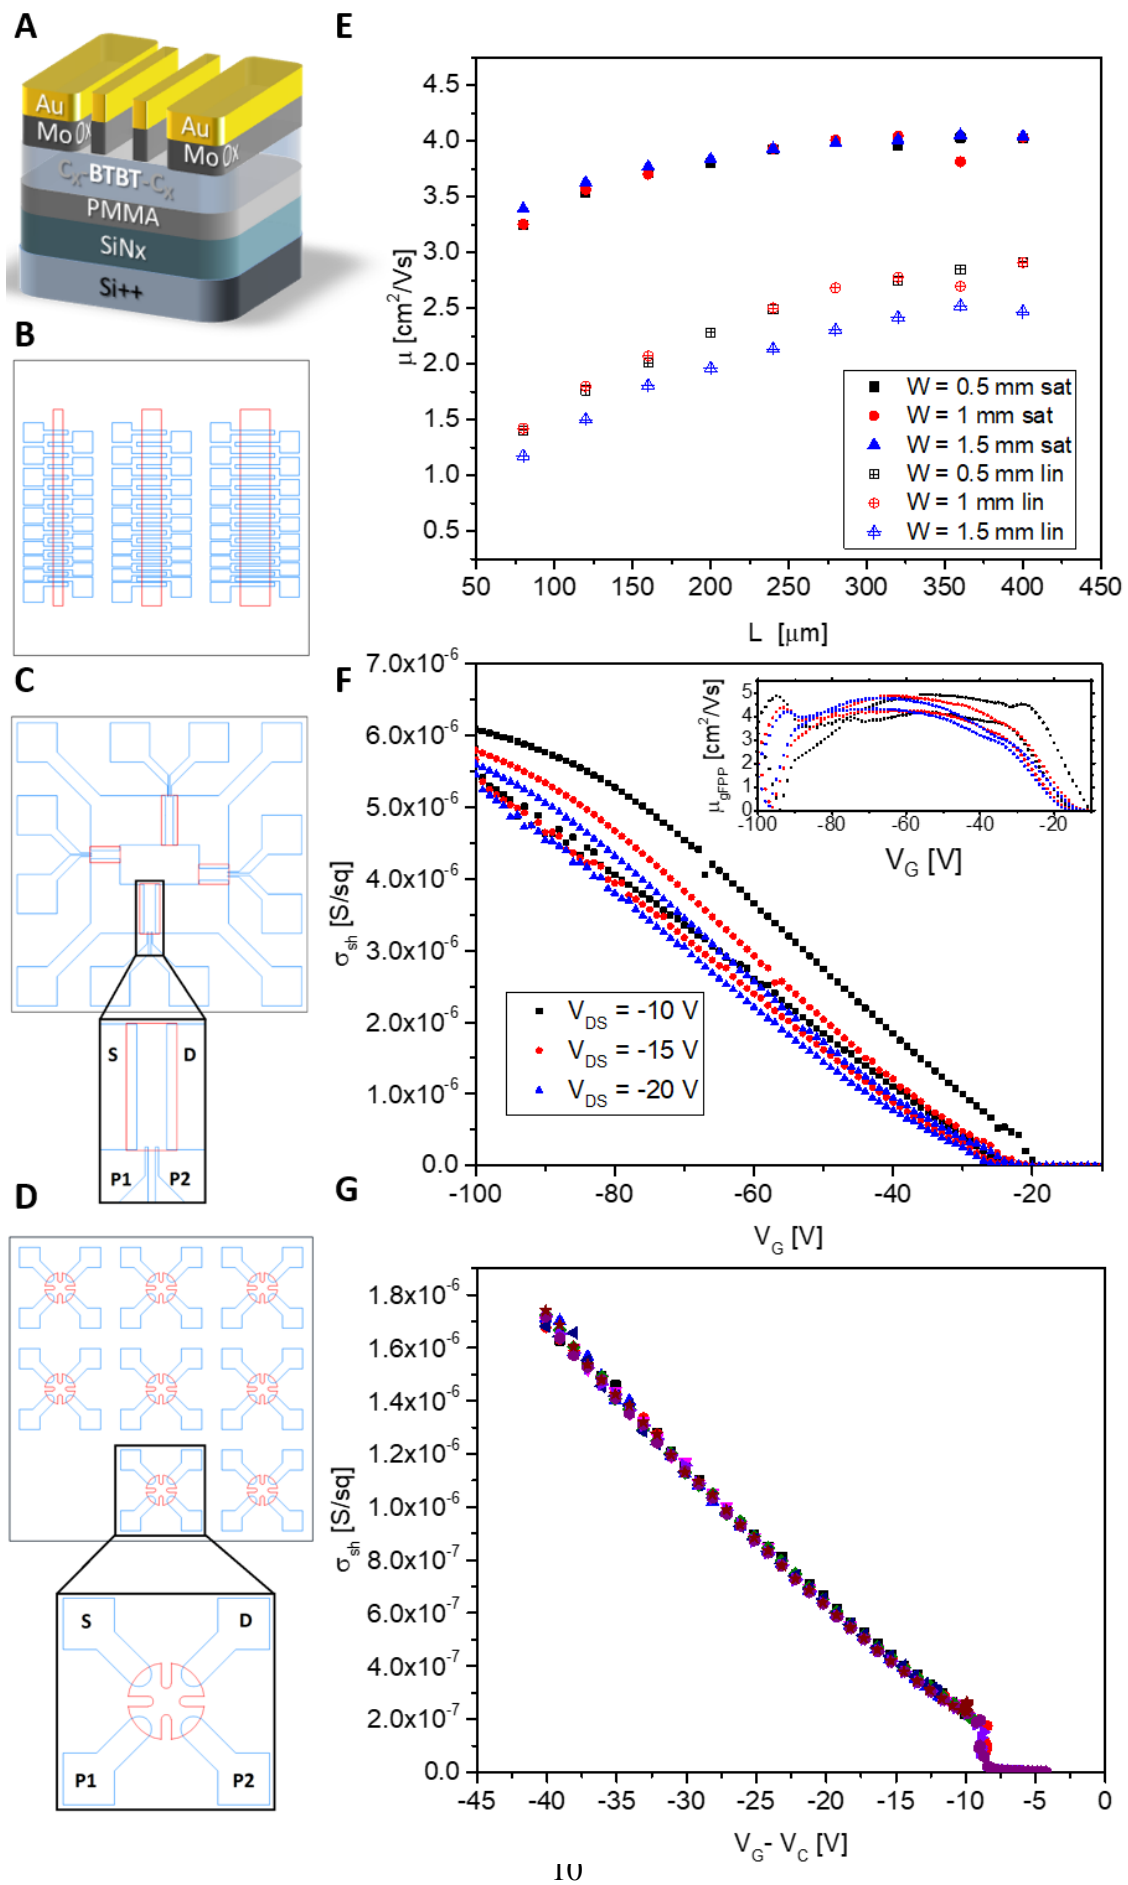 A
Au
Au
MoOx
MoOx
Cx-BTBT-Cx
PMMA
SiNx
Si++
B
C
S
D
P1
P2
D
S
D
P1
P2
E
4.5
4.0
3.5
3.0
2.5
2.0
1.5
1.0
0.5
μ [cm²/Vs]
W = 0.5 mm sat
W = 1 mm sat
W = 1.5 mm sat
W = 0.5 mm lin
W = 1 mm lin
W = 1.5 mm lin
50 100 150 200 250 300 350 400 450
L [μm]
F
7.0x10⁻⁶
6.0x10⁻⁶
5.0x10⁻⁶
4.0x10⁻⁶
3.0x10⁻⁶
2.0x10⁻⁶
1.0x10⁻⁶
0.0
σsh [S/sq]
5
4
3
2
1
0
μgFPP [cm²/Vs]
-100 -80 -60 -40 -20
VG [V]
VDS = -10 V
VDS = -15 V
VDS = -20 V
-100 -80 -60 -40 -20
VG [V]
G
1.8x10⁻⁶
1.6x10⁻⁶
1.4x10⁻⁶
1.2x10⁻⁶
1.0x10⁻⁶
8.0x10⁻⁷
6.0x10⁻⁷
4.0x10⁻⁷
2.0x10⁻⁷
0.0
σsh [S/sq]
-45 -40 -35 -30 -25 -20 -15 -10 -5 0
VG- VC [V]
10